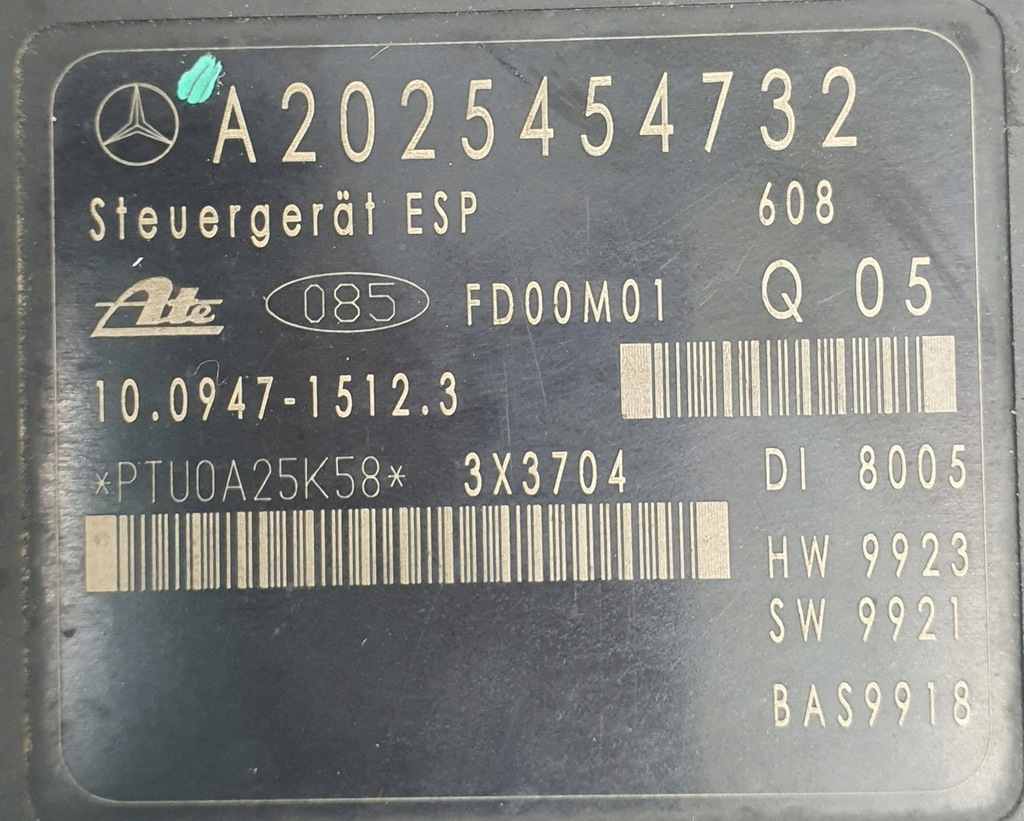 A2025454732
Steuergerät ESP 608
Ate 085 FD00M01 Q 05
10.0947-1512.3
*PTU0A25K58* 3X3704 DI 8005
HW 9923
SW 9921
BAS9918